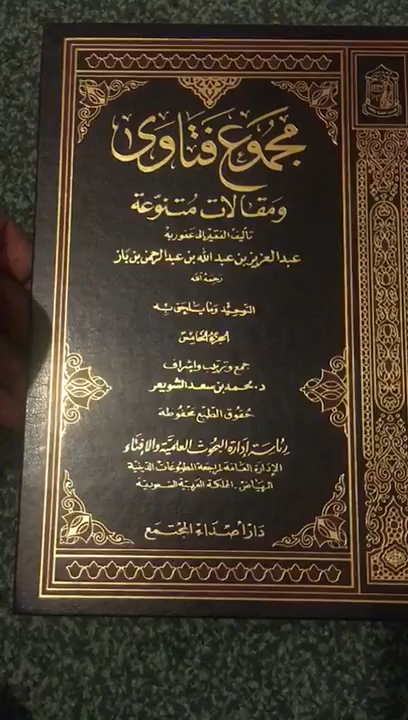 مجموع فتاوى
ومقالات متنوعة
تأليف الفقير إلى عفو ربه
عبد العزيز بن عبد الله بن عبد الرحمن بن باز
رحمه الله
التوحيد وما يلحق به
الجزء الخامس
جمع وترتيب وإشراف
د. محمد بن سعد الشويعر
حقوق الطبع محفوظة
رئاسة إدارة البحوث العلمية والإفتاء
الإدارة العامة لمراجعة المطبوعات الدينية
الرياض - المملكة العربية السعودية
دار أصداء المجتمع